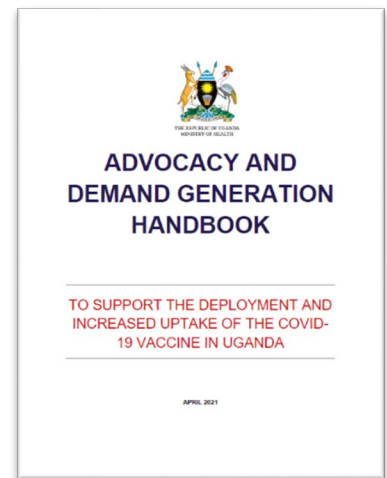 THE REPUBLIC OF UGANDA
MINISTRY OF HEALTH
ADVOCACY AND
DEMAND GENERATION
HANDBOOK
TO SUPPORT THE DEPLOYMENT AND
INCREASED UPTAKE OF THE COVID-
19 VACCINE IN UGANDA
APRIL 2021